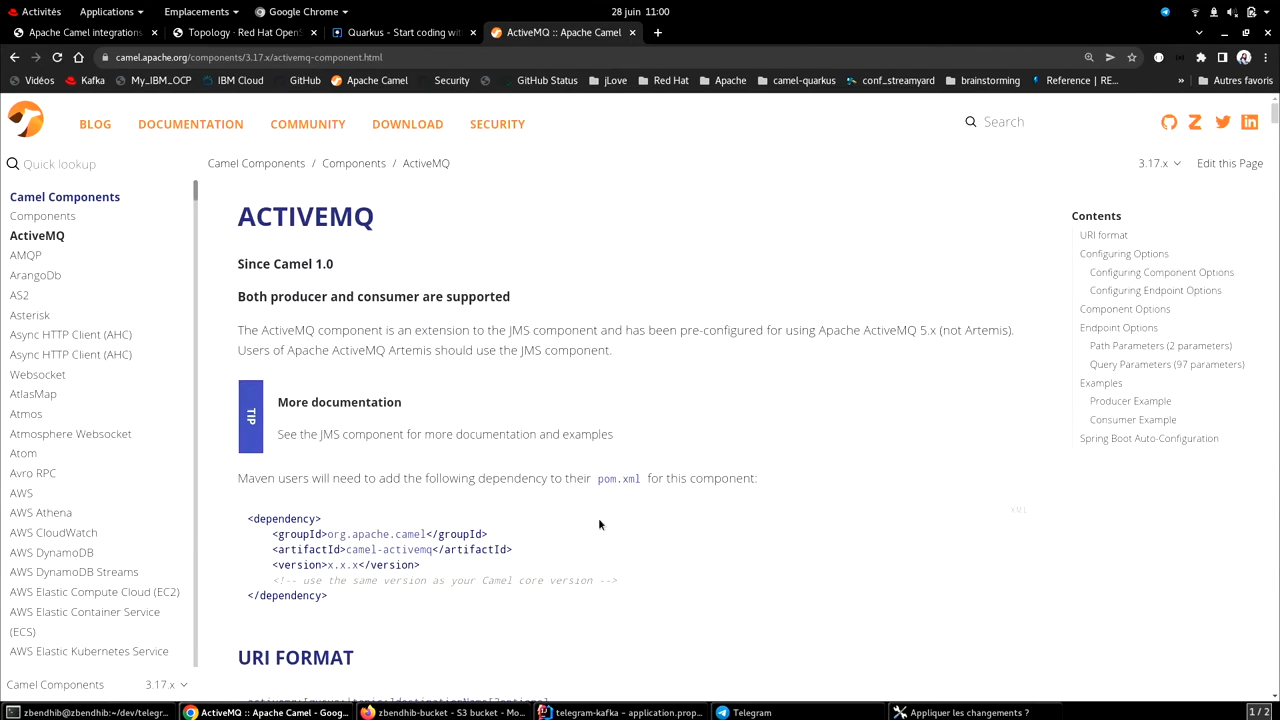 Activités Applications Emplacements Google Chrome 28 juin 11:00
Apache Camel integrations Topology · Red Hat OpenS Quarkus - Start coding with ActiveMQ :: Apache Camel
camel.apache.org/components/3.17.x/activemq-component.html
Vidéos Kafka My_IBM_OCP IBM Cloud GitHub Apache Camel Security GitHub Status jLove Red Hat Apache camel-quarkus conf_streamyard brainstorming Reference | RE... » Autres favoris
BLOG DOCUMENTATION COMMUNITY DOWNLOAD SECURITY Search
Quick lookup Camel Components / Components / ActiveMQ 3.17.x Edit this Page
Camel Components
Components
ActiveMQ
AMQP
ArangoDb
AS2
Asterisk
Async HTTP Client (AHC)
Async HTTP Client (AHC)
Websocket
AtlasMap
Atmos
Atmosphere Websocket
Atom
Avro RPC
AWS
AWS Athena
AWS CloudWatch
AWS DynamoDB
AWS DynamoDB Streams
AWS Elastic Compute Cloud (EC2)
AWS Elastic Container Service
(ECS)
AWS Elastic Kubernetes Service
Camel Components 3.17.x
ACTIVEMQ
Since Camel 1.0
Both producer and consumer are supported
The ActiveMQ component is an extension to the JMS component and has been pre-configured for using Apache ActiveMQ 5.x (not Artemis).
Users of Apache ActiveMQ Artemis should use the JMS component.
TIP
More documentation
See the JMS component for more documentation and examples
Maven users will need to add the following dependency to their pom.xml for this component:
XML
<dependency>
<groupId>org.apache.camel</groupId>
<artifactId>camel-activemq</artifactId>
<version>x.x.x</version>
<!-- use the same version as your Camel core version -->
</dependency>
URI FORMAT
Contents
URI format
Configuring Options
Configuring Component Options
Configuring Endpoint Options
Component Options
Endpoint Options
Path Parameters (2 parameters)
Query Parameters (97 parameters)
Examples
Producer Example
Consumer Example
Spring Boot Auto-Configuration
zbendhib@zbendhib:~/dev/telegr... ActiveMQ :: Apache Camel - Goog... zbendhib-bucket - S3 bucket - Mo... telegram-kafka – application.prop... Telegram Appliquer les changements ? 1 / 2